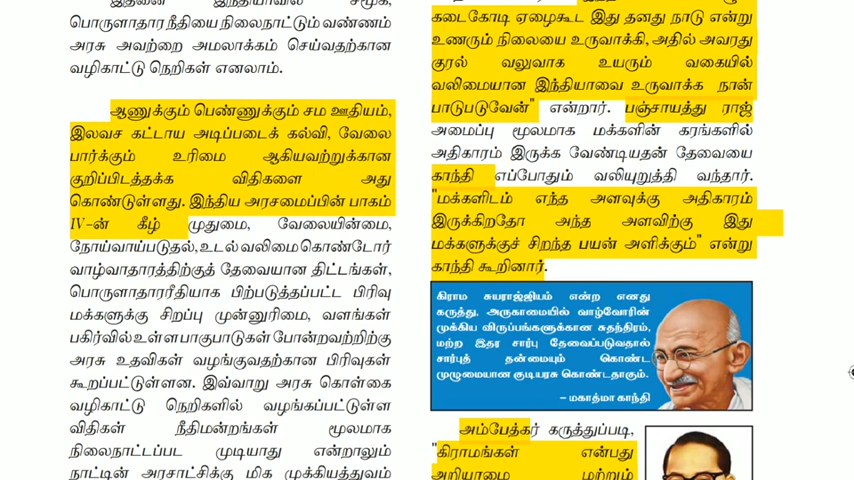 இதனை இந்தியாவில் சமூக,
பொருளாதார நீதியை நிலைநாட்டும் வண்ணம்
அரசு அவற்றை அமலாக்கம் செய்வதற்கான
வழிகாட்டு நெறிகள் எனலாம்.
ஆணுக்கும் பெண்ணுக்கும் சம ஊதியம்,
இலவச கட்டாய அடிப்படைக் கல்வி, வேலை
பார்க்கும் உரிமை ஆகியவற்றுக்கான
குறிப்பிடத்தக்க விதிகளை அது
கொண்டுள்ளது. இந்திய அரசமைப்பின் பாகம்
IV-ன் கீழ் முதுமை, வேலையின்மை,
நோய்வாய்படுதல், உடல் வலிமை கொண்டோர்
வாழ்வாதாரத்திற்குத் தேவையான திட்டங்கள்,
பொருளாதாரரீதியாக பிற்படுத்தப்பட்ட பிரிவு
மக்களுக்கு சிறப்பு முன்னுரிமை, வளங்கள்
பகிர்வில் உள்ள பாகுபாடுகள் போன்றவற்றிற்கு
அரசு உதவிகள் வழங்குவதற்கான பிரிவுகள்
கூறப்பட்டுள்ளன. இவ்வாறு அரசு கொள்கை
வழிகாட்டு நெறிகளில் வழங்கப்பட்டுள்ள
விதிகள் நீதிமன்றங்கள் மூலமாக
நிலைநாட்டப்பட முடியாது என்றாலும்
நாட்டின் அரசாட்சிக்கு மிக முக்கியத்துவம்
கடைகோடி ஏழைகூட இது தனது நாடு என்று
உணரும் நிலையை உருவாக்கி, அதில் அவரது
குரல் வலுவாக உயரும் வகையில்
வலிமையான இந்தியாவை உருவாக்க நான்
பாடுபடுவேன்" என்றார். பஞ்சாயத்து ராஜ்
அமைப்பு மூலமாக மக்களின் கரங்களில்
அதிகாரம் இருக்க வேண்டியதன் தேவையை
காந்தி எப்போதும் வலியுறுத்தி வந்தார்.
"மக்களிடம் எந்த அளவுக்கு அதிகாரம்
இருக்கிறதோ அந்த அளவிற்கு இது
மக்களுக்குச் சிறந்த பயன் அளிக்கும்" என்று
காந்தி கூறினார்.
கிராம சுயராஜ்ஜியம் என்ற எனது
கருத்து, அருகாமையில் வாழ்வோரின்
முக்கிய விருப்பங்களுக்கான சுதந்திரம்,
மற்ற இதர சார்பு தேவைப்படுவதால்
சார்புத் தன்மையும் கொண்ட
முழுமையான குடியரசு கொண்டதாகும்.
– மகாத்மா காந்தி
அம்பேத்கர் கருத்துப்படி,
"கிராமங்கள் என்பது
அறியாமை மற்றும்